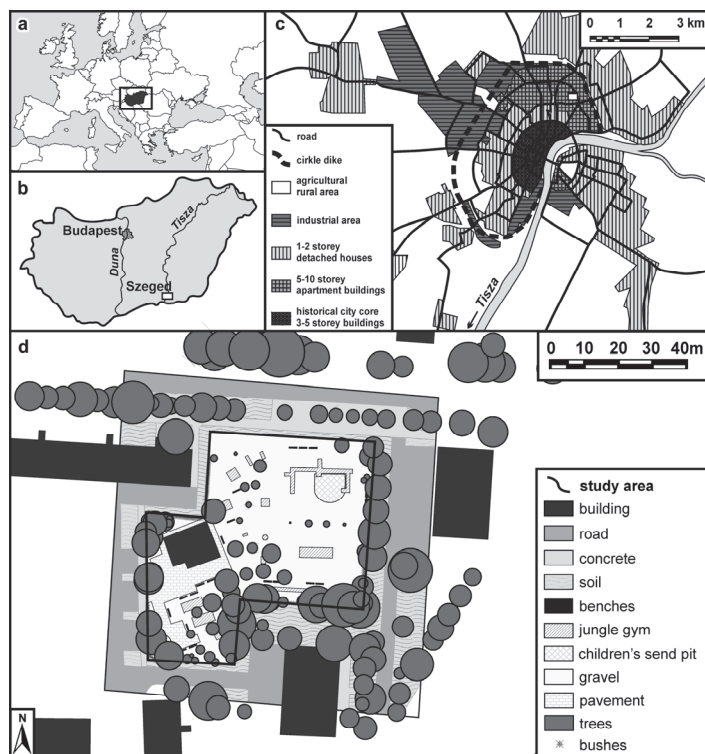 a
b
Budapest
Duna
Tisza
Szeged
c
0 1 2 3 km
road
cirkle dike
agricultural
rural area
industrial area
1-2 storey
detached houses
5-10 storey
apartment buildings
historical city core
3-5 storey buildings
Tisza
d
0 10 20 30 40m
study area
building
road
concrete
soil
benches
jungle gym
children's send pit
gravel
pavement
trees
bushes
N